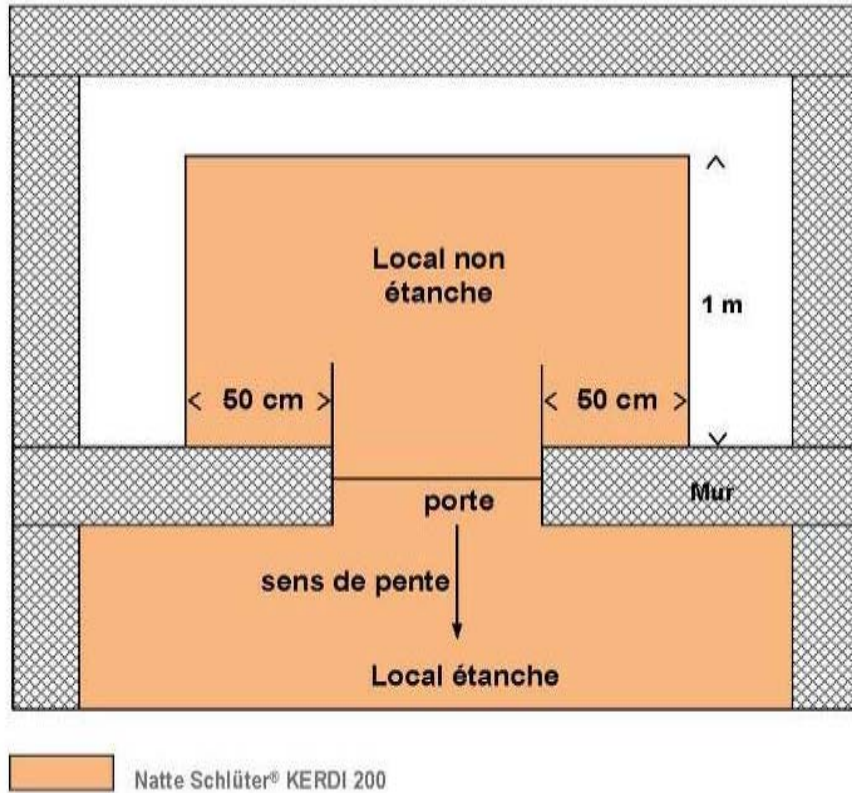 Local non
étanche
1 m
< 50 cm >
< 50 cm >
Mur
porte
sens de pente
Local étanche
Natte Schlüter® KERDI 200